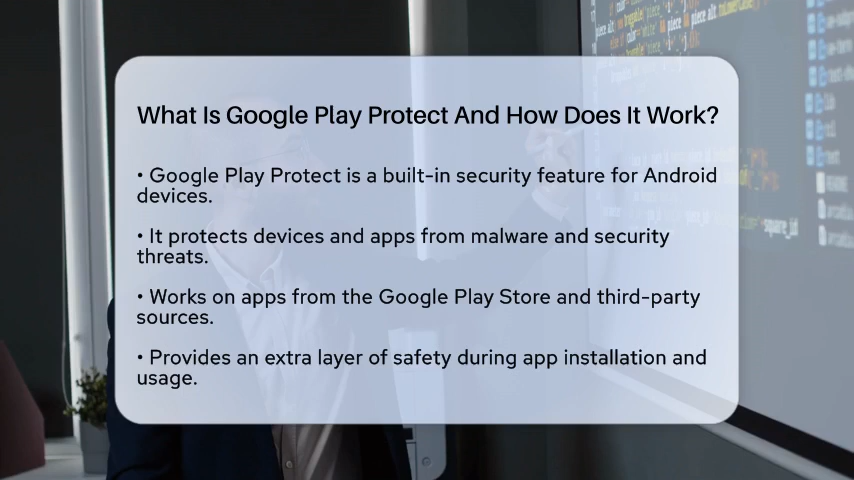 What Is Google Play Protect And How Does It Work?
• Google Play Protect is a built-in security feature for Android
devices.
• It protects devices and apps from malware and security
threats.
• Works on apps from the Google Play Store and third-party
sources.
• Provides an extra layer of safety during app installation and
usage.